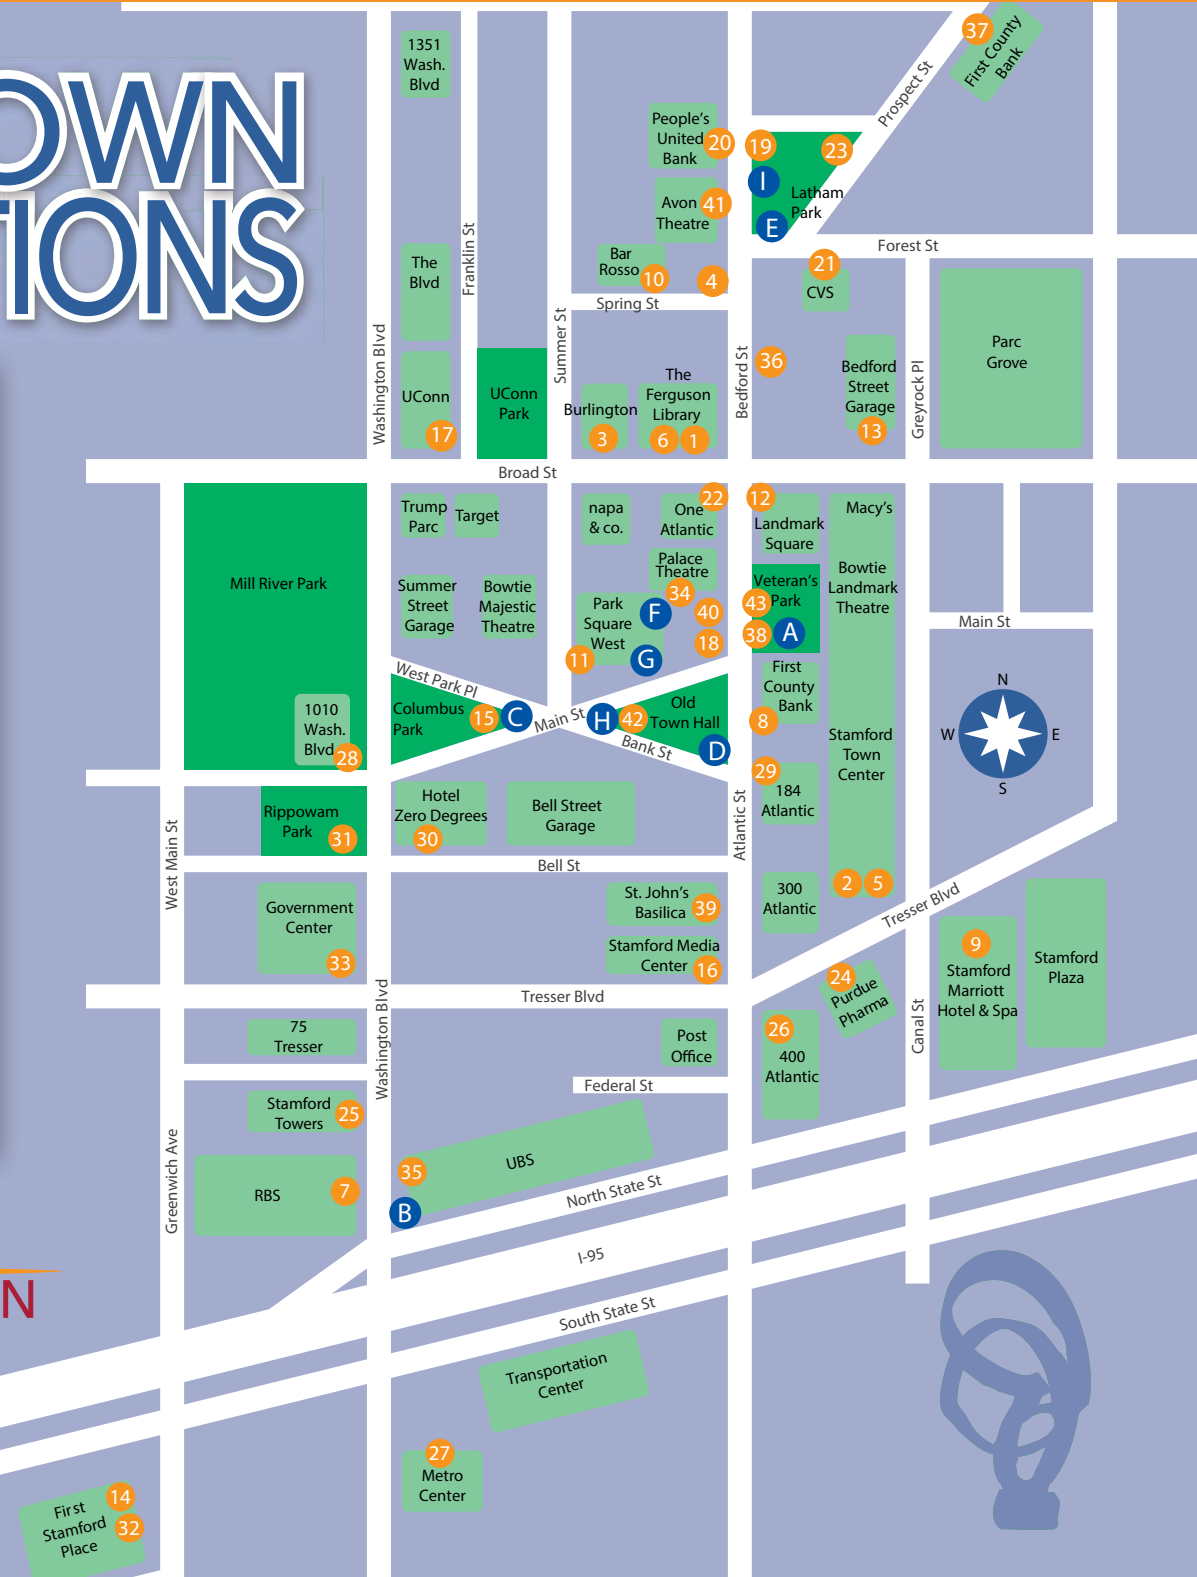 OWN
TIONS
N
37
First County
Bank
Prospect St
1351
Wash.
Blvd
People's
United
Bank
20
19
23
I
Latham
Park
E
Avon
Theatre
41
Franklin St
Forest St
Bar
Rosso
10
4
21
CVS
The
Blvd
Spring St
Summer St
Washington Blvd
Bedford St
36
Bedford
Street
Garage
13
Greyrock Pl
Parc
Grove
UConn
17
UConn
Park
Burlington
3
The
Ferguson
Library
6
1
Broad St
Mill River Park
Trump
Parc
Target
napa
& co.
22
One
Atlantic
12
Landmark
Square
Macy's
Palace
Theatre
34
Veteran's
Park
43
38
A
Bowtie
Landmark
Theatre
Summer
Street
Garage
Bowtie
Majestic
Theatre
Park
Square
West
F
G
11
40
18
Main St
West Park Pl
First
County
Bank
8
N
W
E
S
1010
Wash.
Blvd
28
Columbus
Park
15
C
Main St
H
42
Old
Town Hall
D
Bank St
Stamford
Town
Center
29
184
Atlantic
Rippowam
Park
31
Hotel
Zero Degrees
30
Bell Street
Garage
Atlantic St
West Main St
Bell St
Government
Center
33
St. John's
Basilica
39
300
Atlantic
2
5
Tresser Blvd
Stamford Media
Center
16
9
Stamford
Marriott
Hotel & Spa
Stamford
Plaza
24
Purdue
Pharma
Tresser Blvd
Washington Blvd
Canal St
75
Tresser
Post
Office
26
400
Atlantic
Federal St
Stamford
Towers
25
Greenwich Ave
RBS
7
35
UBS
B
North State St
I-95
South State St
Transportation
Center
27
Metro
Center
14
First
Stamford
Place
32